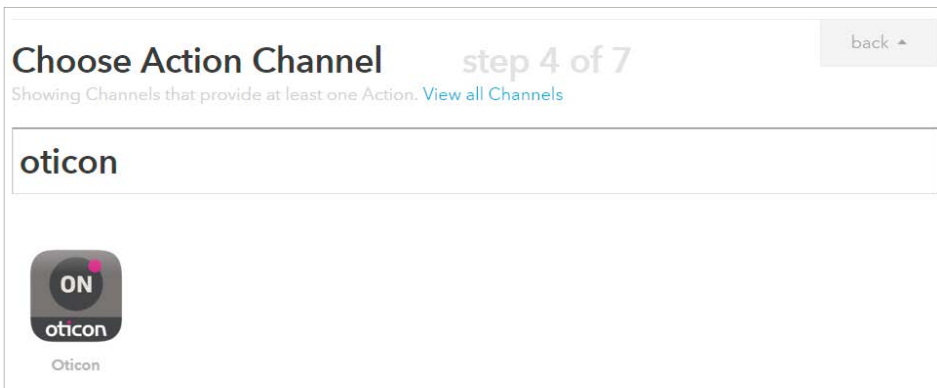 Choose Action Channel step 4 of 7 back
Showing Channels that provide at least one Action. View all Channels
oticon
ON
oticon
Oticon